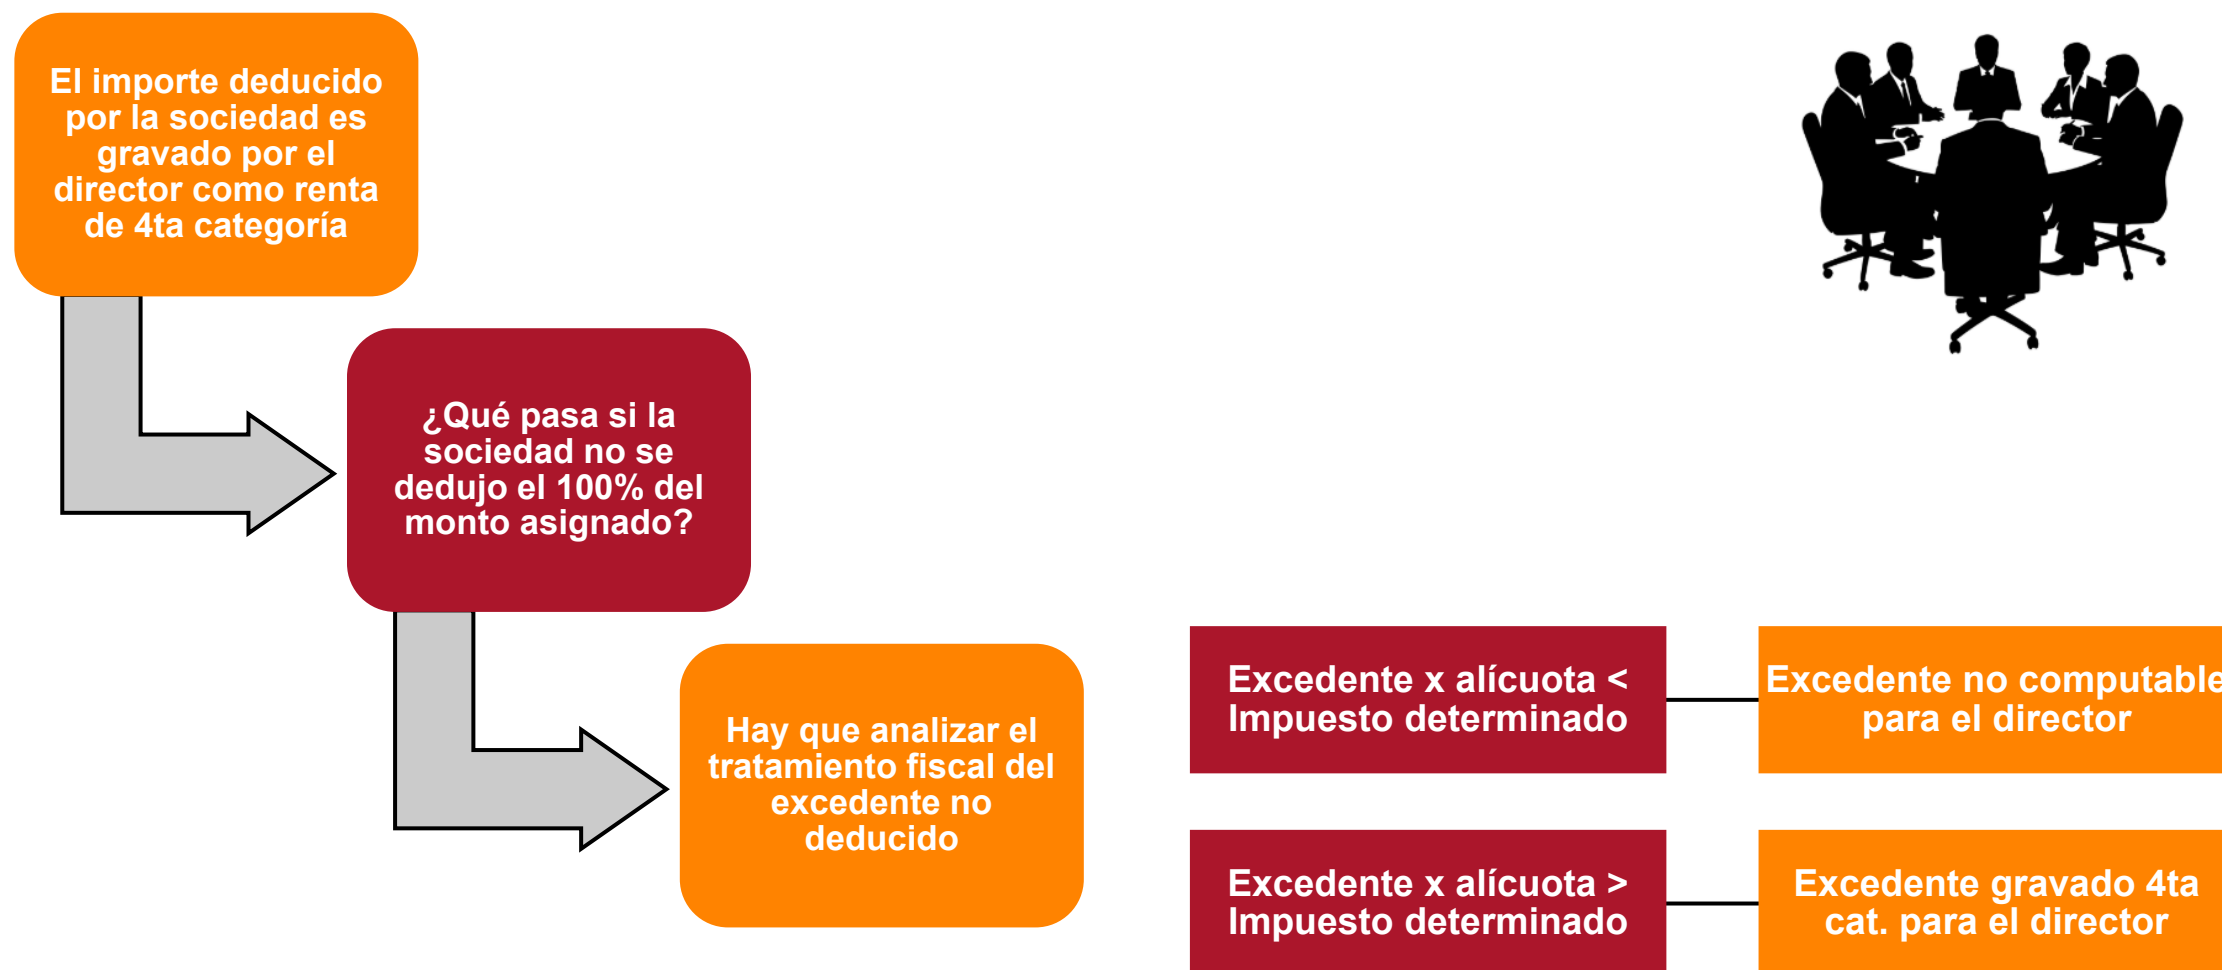 El importe deducido
por la sociedad es
gravado por el
director como renta
de 4ta categoría
¿Qué pasa si la
sociedad no se
dedujo el 100% del
monto asignado?
Hay que analizar el
tratamiento fiscal del
excedente no
deducido
Excedente x alícuota <
Impuesto determinado
Excedente no computable
para el director
Excedente x alícuota >
Impuesto determinado
Excedente gravado 4ta
cat. para el director